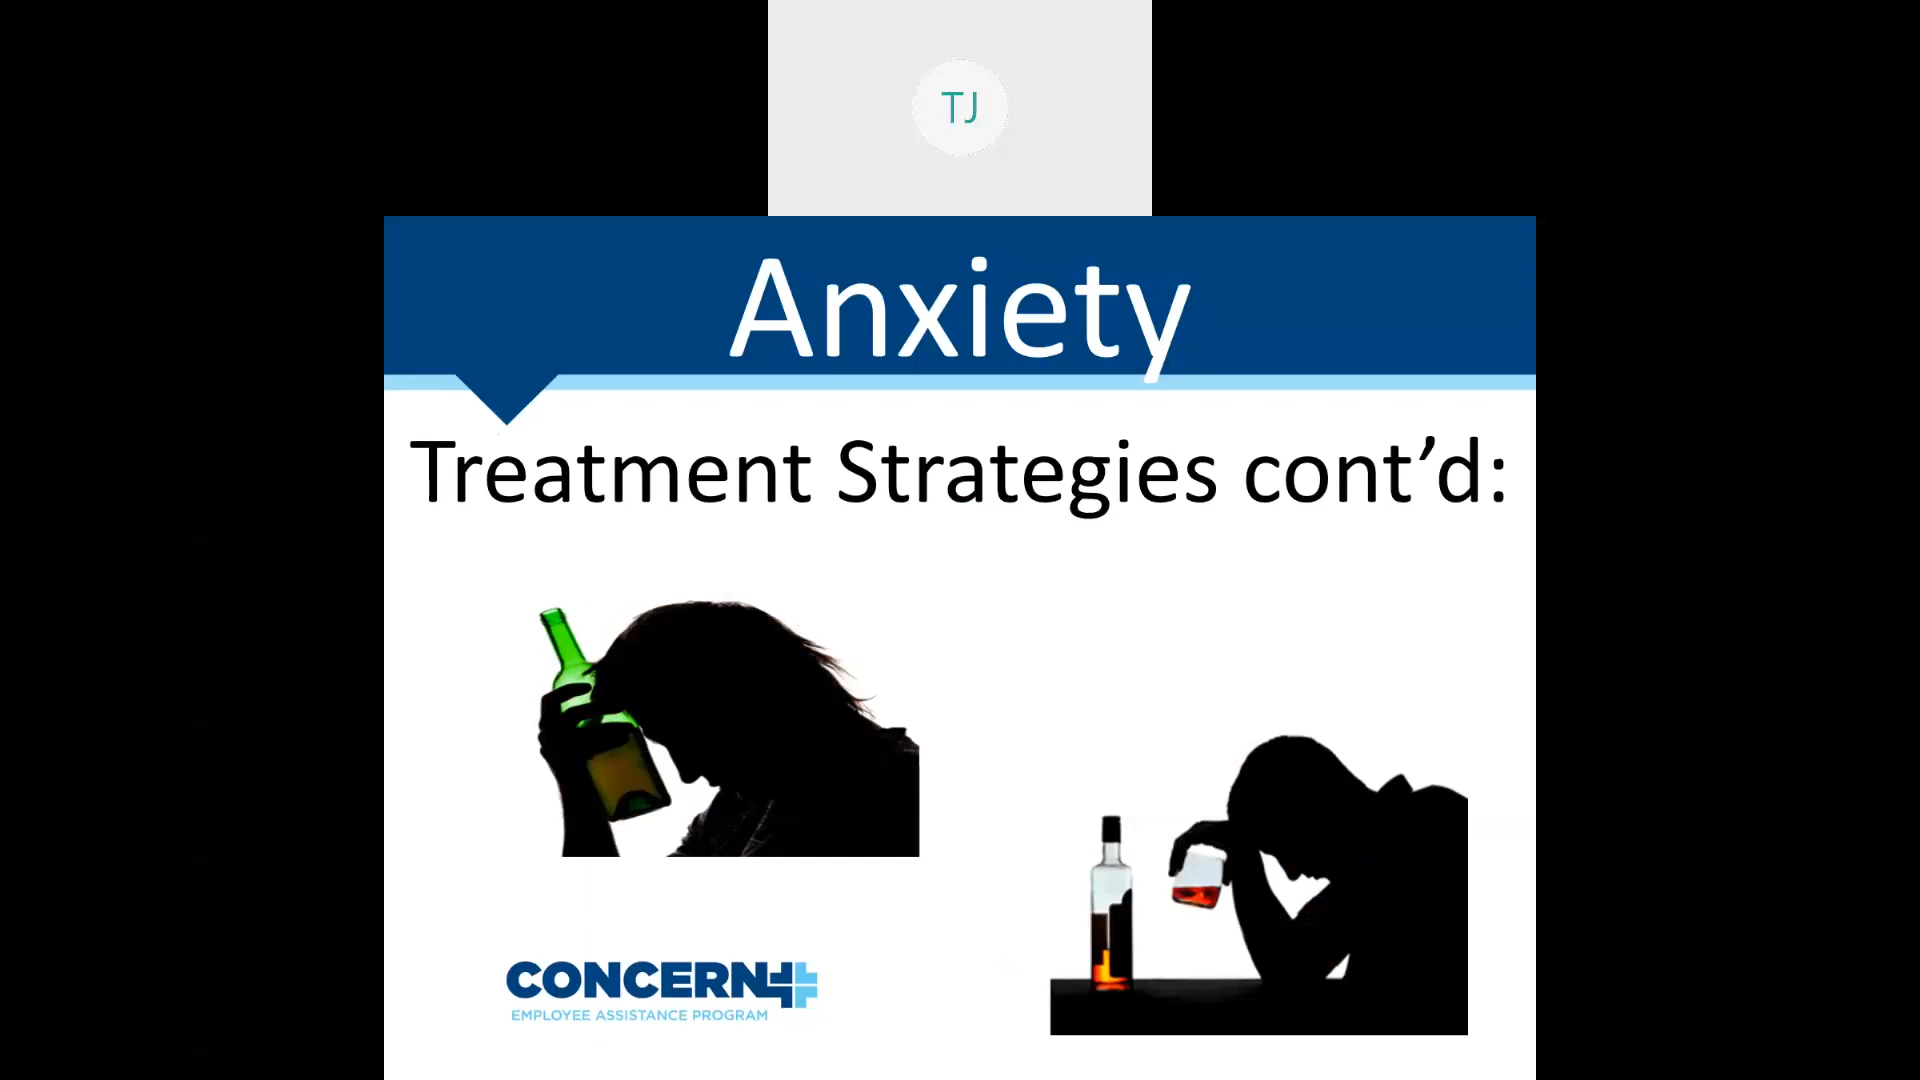 TJ
Anxiety
Treatment Strategies cont’d:
CONCERN
EMPLOYEE ASSISTANCE PROGRAM